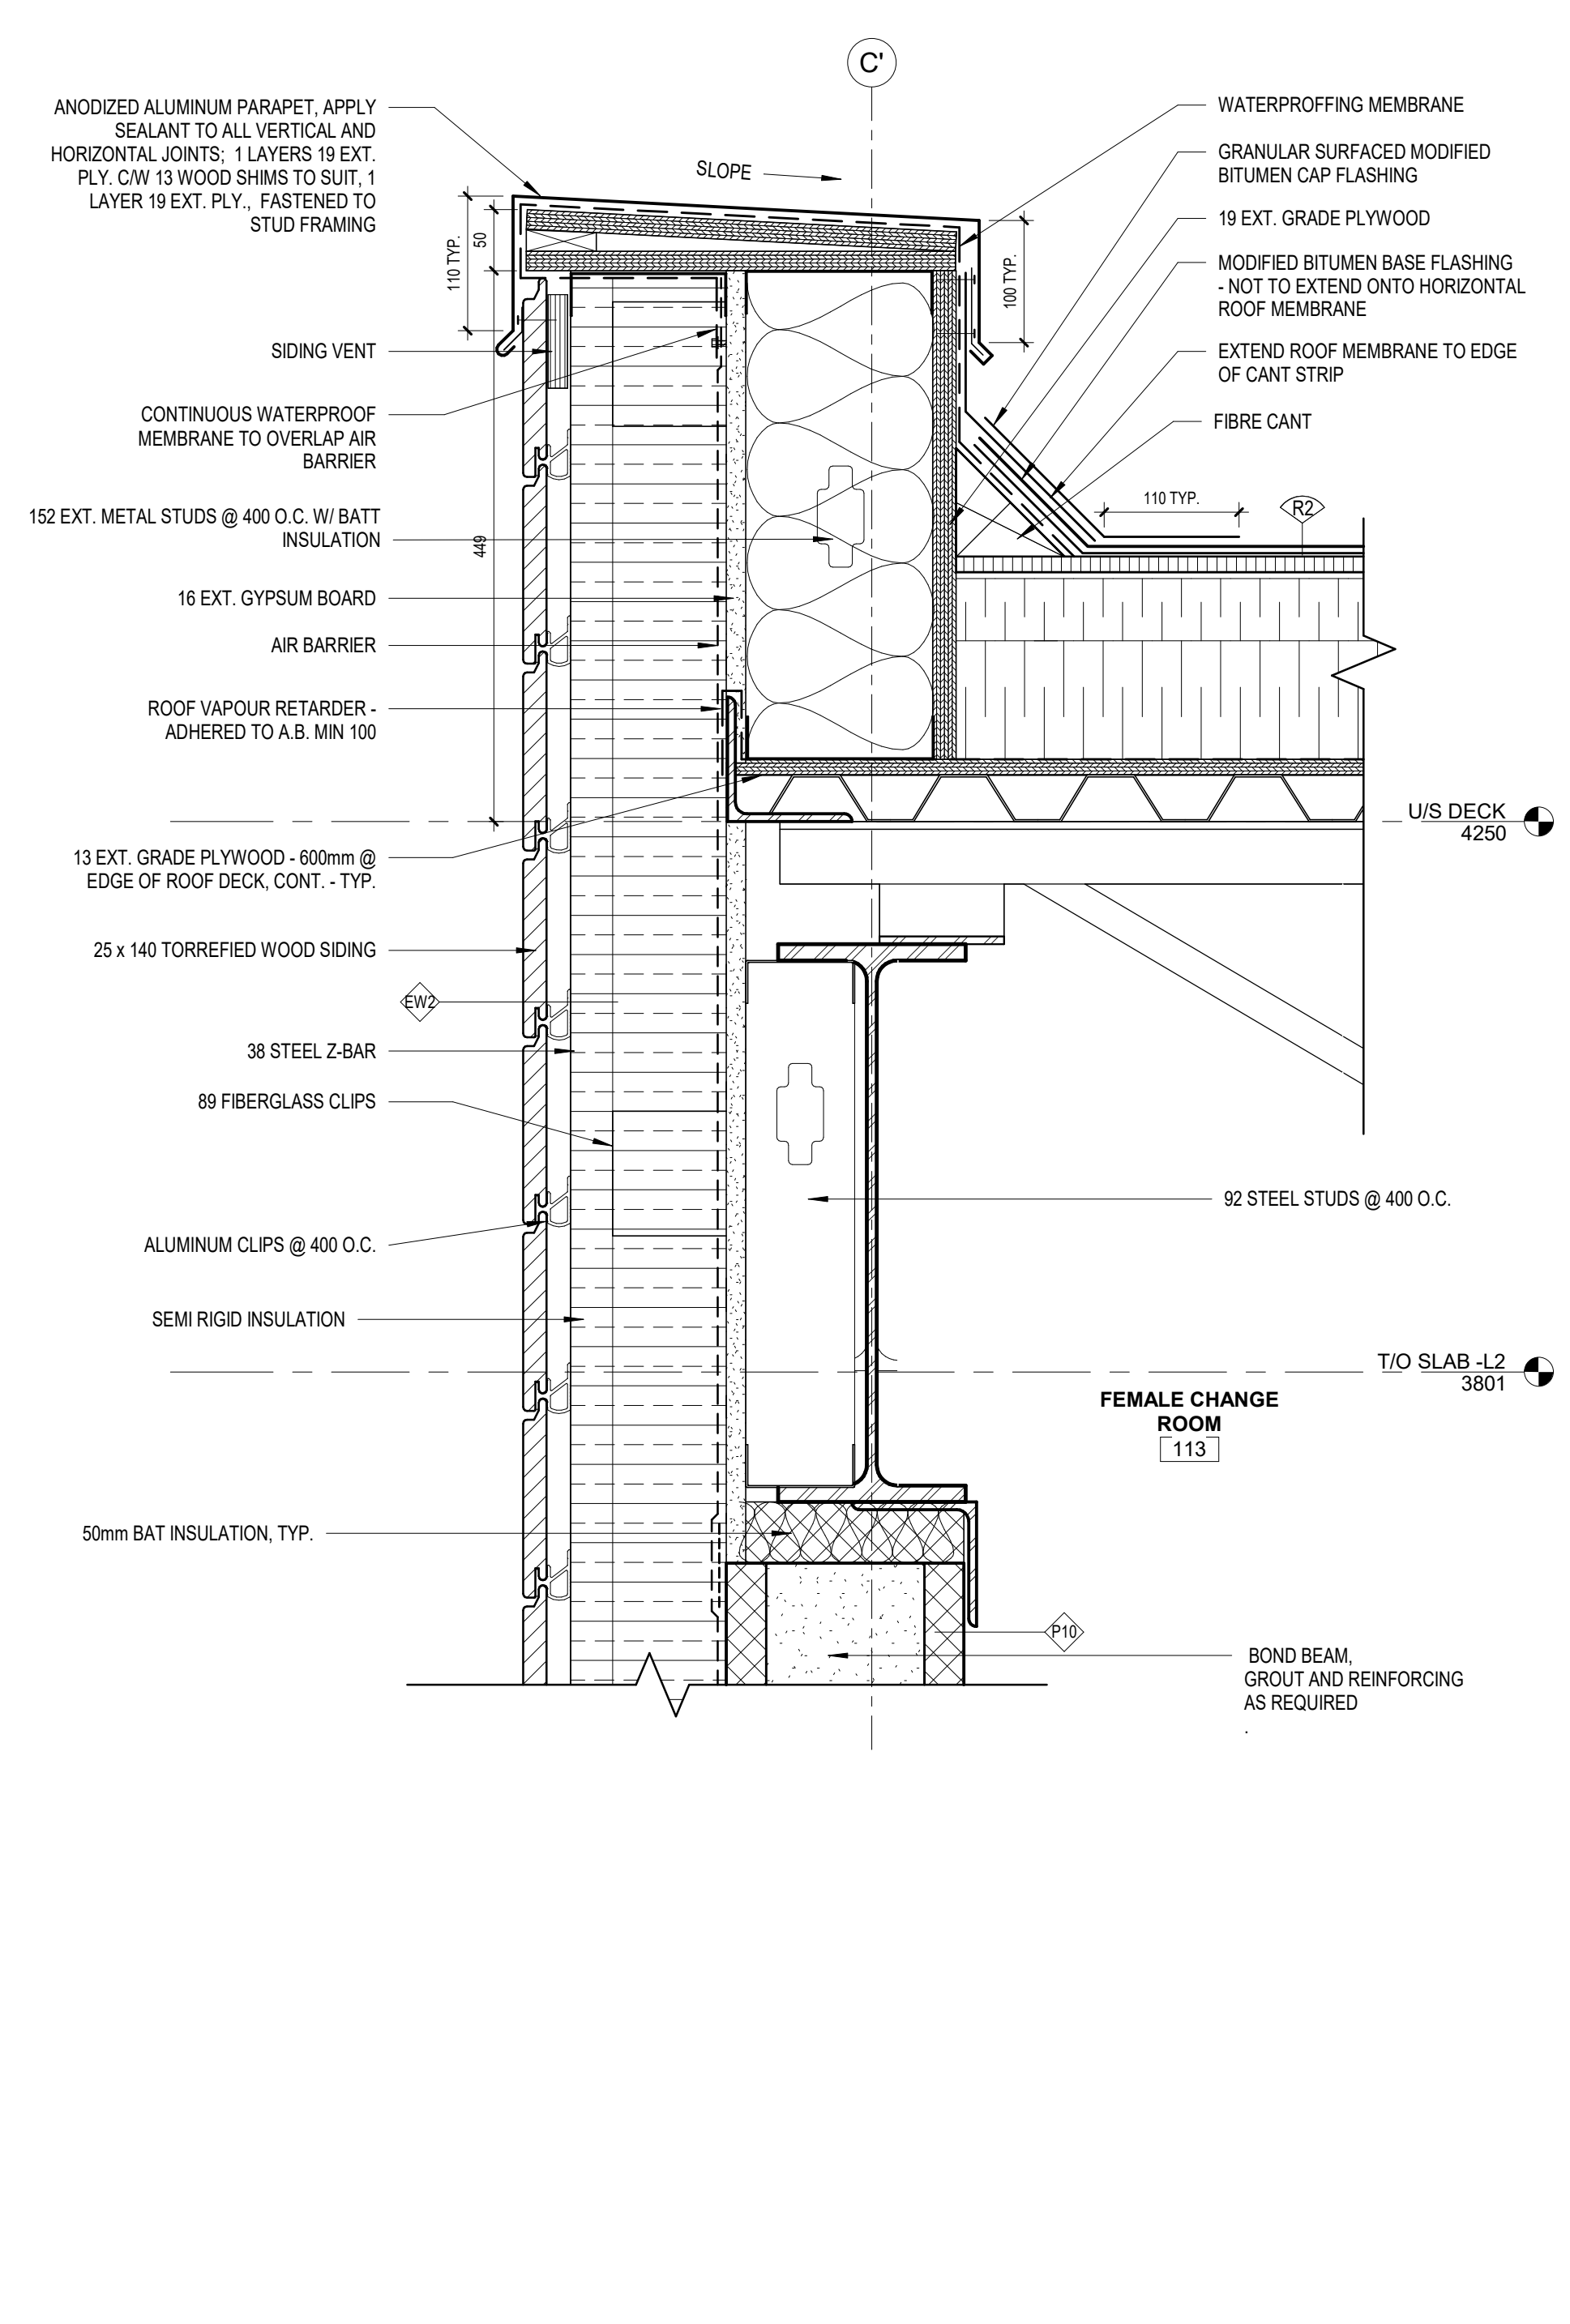 C'
ANODIZED ALUMINUM PARAPET, APPLY
SEALANT TO ALL VERTICAL AND
HORIZONTAL JOINTS; 1 LAYERS 19 EXT.
PLY. C/W 13 WOOD SHIMS TO SUIT, 1
LAYER 19 EXT. PLY., FASTENED TO
STUD FRAMING
SLOPE
110 TYP.
50
100 TYP.
WATERPROFFING MEMBRANE
GRANULAR SURFACED MODIFIED
BITUMEN CAP FLASHING
19 EXT. GRADE PLYWOOD
MODIFIED BITUMEN BASE FLASHING
- NOT TO EXTEND ONTO HORIZONTAL
ROOF MEMBRANE
EXTEND ROOF MEMBRANE TO EDGE
OF CANT STRIP
FIBRE CANT
110 TYP.
R2
SIDING VENT
CONTINUOUS WATERPROOF
MEMBRANE TO OVERLAP AIR
BARRIER
152 EXT. METAL STUDS @ 400 O.C. W/ BATT
INSULATION
449
16 EXT. GYPSUM BOARD
AIR BARRIER
ROOF VAPOUR RETARDER -
ADHERED TO A.B. MIN 100
U/S DECK
4250
13 EXT. GRADE PLYWOOD - 600mm @
EDGE OF ROOF DECK, CONT. - TYP.
25 x 140 TORREFIED WOOD SIDING
EW2
38 STEEL Z-BAR
89 FIBERGLASS CLIPS
92 STEEL STUDS @ 400 O.C.
ALUMINUM CLIPS @ 400 O.C.
SEMI RIGID INSULATION
T/O SLAB -L2
3801
FEMALE CHANGE
ROOM
113
50mm BAT INSULATION, TYP.
P10
BOND BEAM,
GROUT AND REINFORCING
AS REQUIRED
.